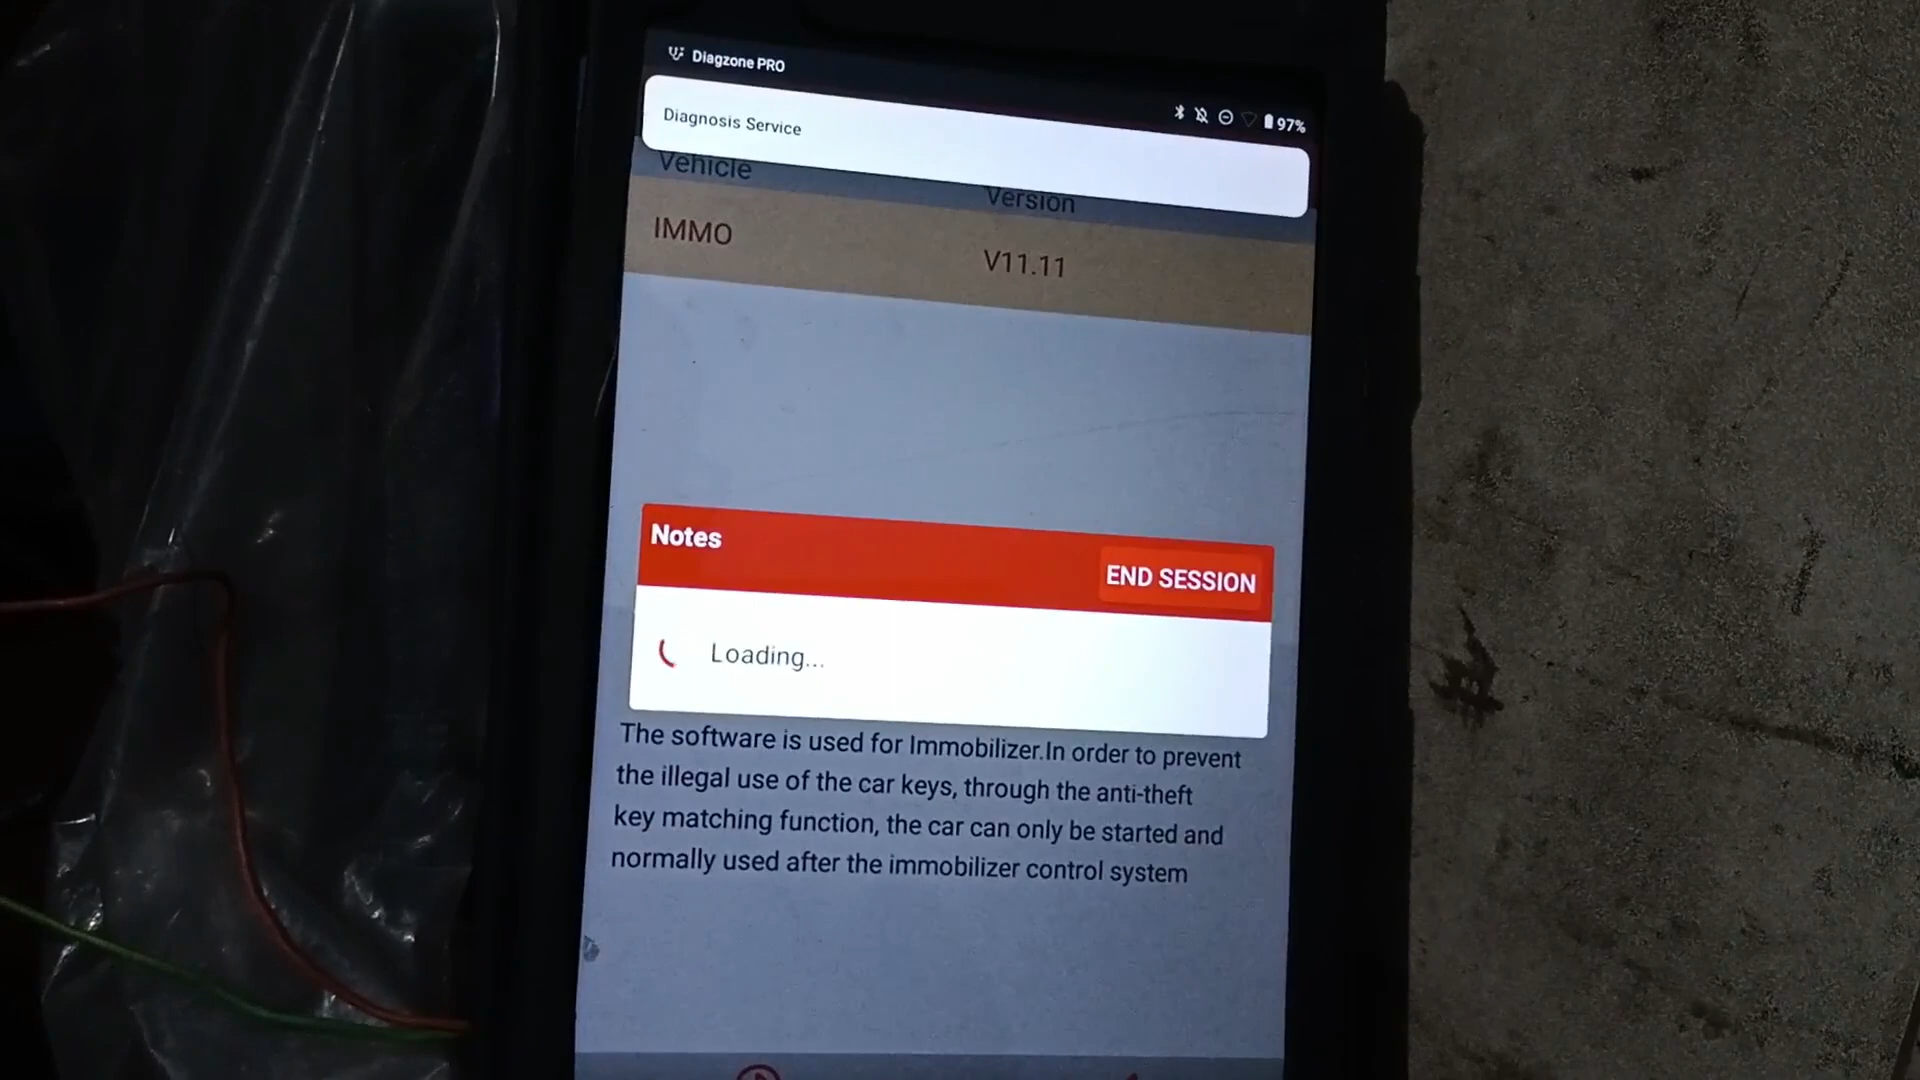 Diagzone PRO
97%
Diagnosis Service
Vehicle
Version
IMMO
V11.11
Notes
END SESSION
Loading...
The software is used for Immobilizer.In order to prevent
the illegal use of the car keys, through the anti-theft
key matching function, the car can only be started and
normally used after the immobilizer control system